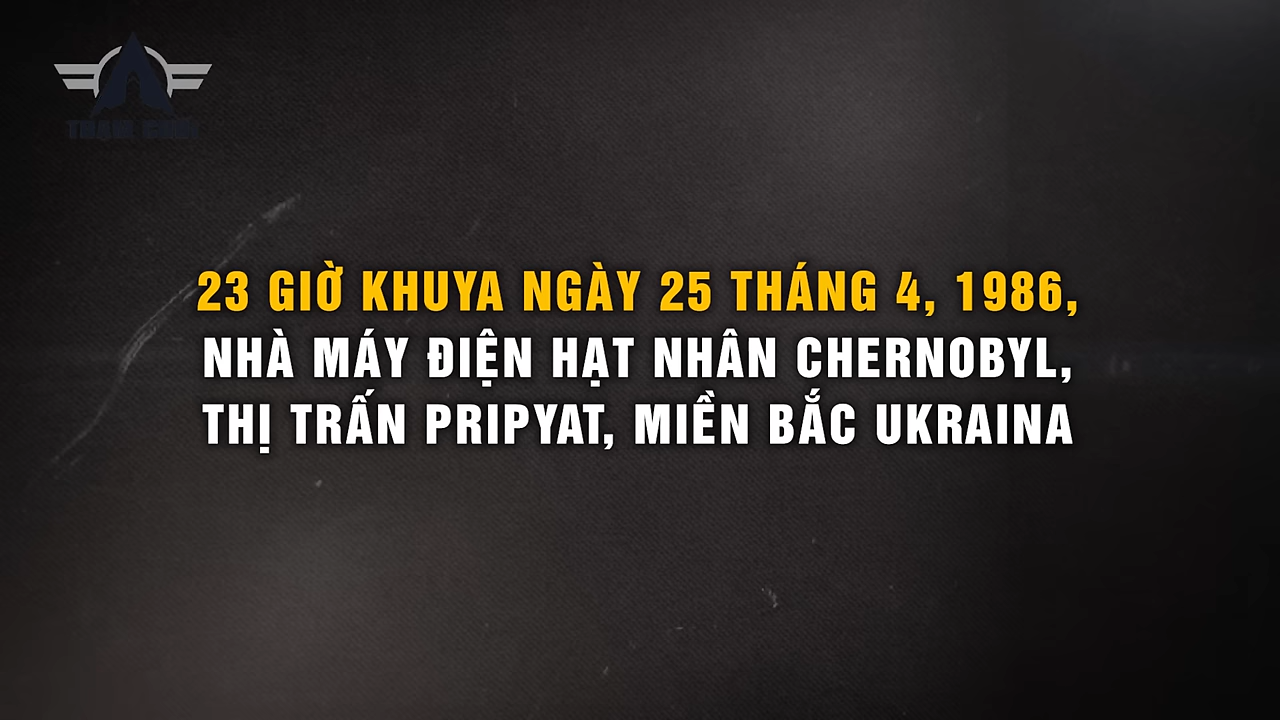 23 GIỜ KHUYA NGÀY 25 THÁNG 4, 1986,
NHÀ MÁY ĐIỆN HẠT NHÂN CHERNOBYL,
THỊ TRẤN PRIPYAT, MIỀN BẮC UKRAINA